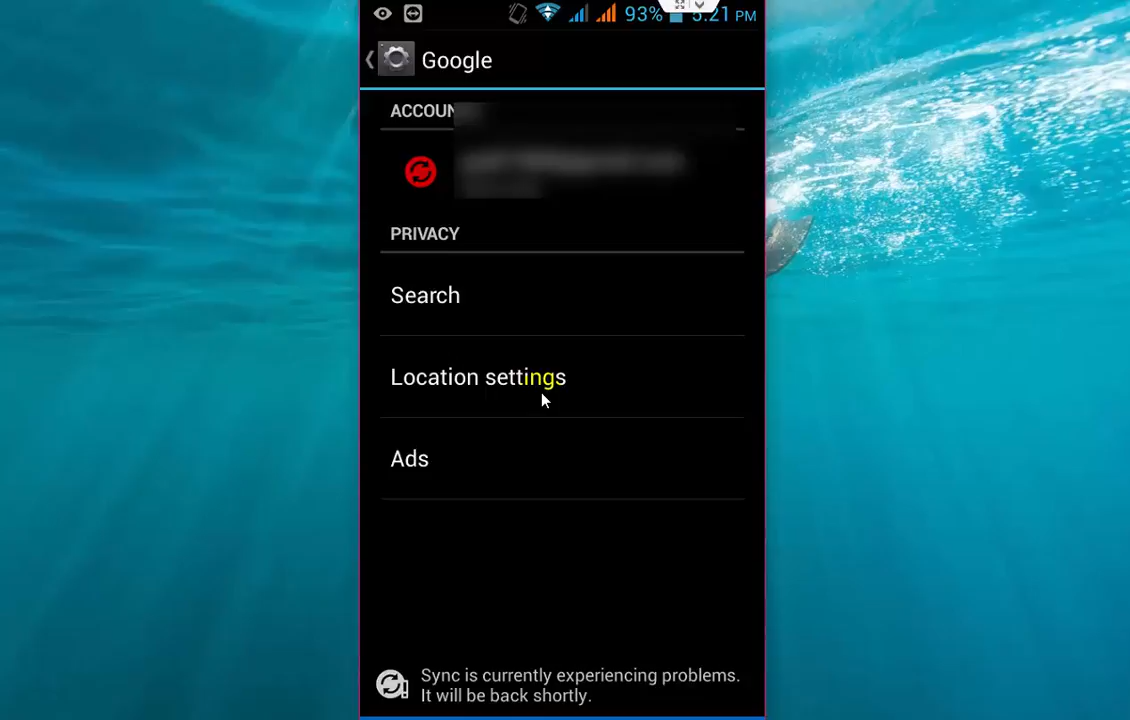 93% 5:21 PM
Google
ACCOUN
PRIVACY
Search
Location settings
Ads
Sync is currently experiencing problems.
It will be back shortly.